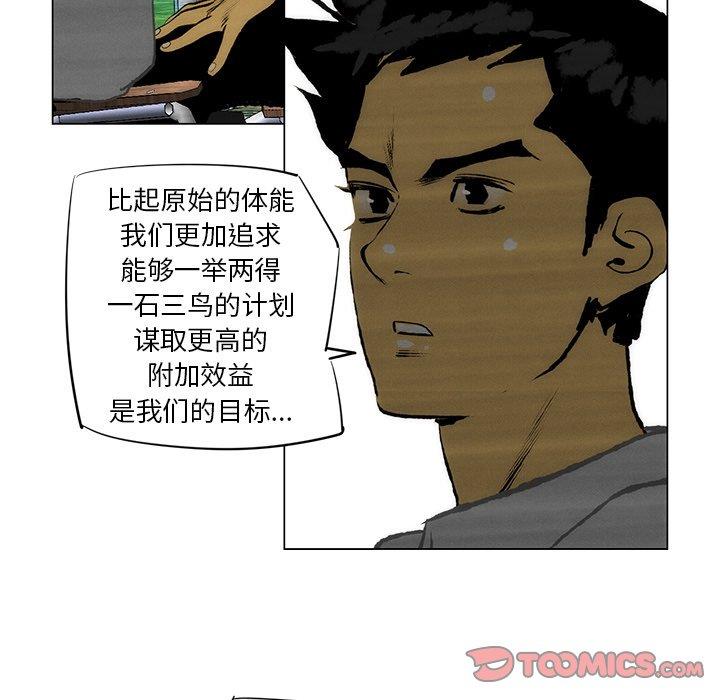 比起原始的体能
我们更加追求
能够一举两得
一石三鸟的计划
谋取更高的
附加效益
是我们的目标...
TOOMICS.COM